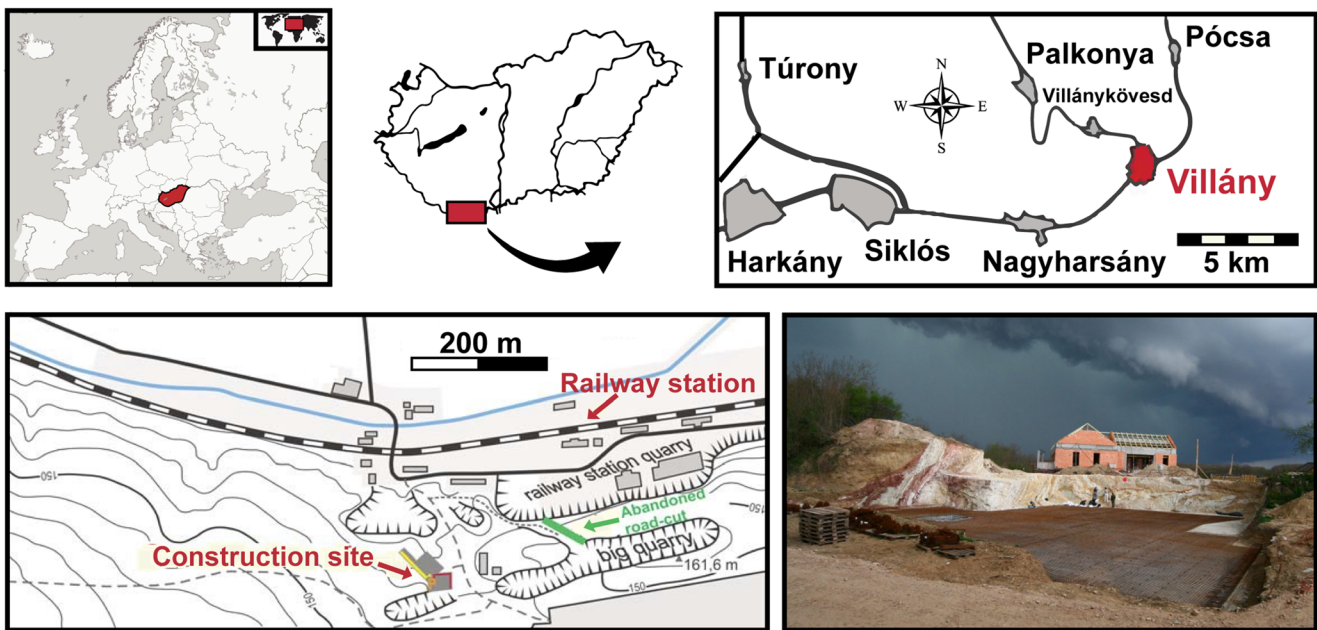 Túrony
Palkonya
Pócsa
Villánykövesd
N
W
E
S
Villány
Harkány
Siklós
Nagyharsány
5 km
200 m
Railway station
railway station quarry
Abandoned
road-cut
big quarry
Construction site
161,6 m
150
150
150
150